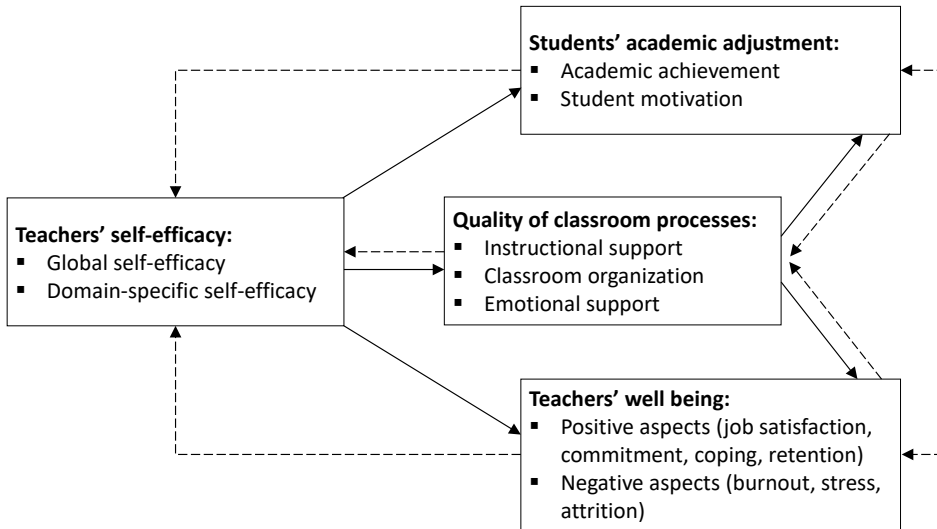 Students’ academic adjustment:
▪ Academic achievement
▪ Student motivation
Teachers’ self-efficacy:
▪ Global self-efficacy
▪ Domain-specific self-efficacy
Quality of classroom processes:
▪ Instructional support
▪ Classroom organization
▪ Emotional support
Teachers’ well being:
▪ Positive aspects (job satisfaction,
commitment, coping, retention)
▪ Negative aspects (burnout, stress,
attrition)